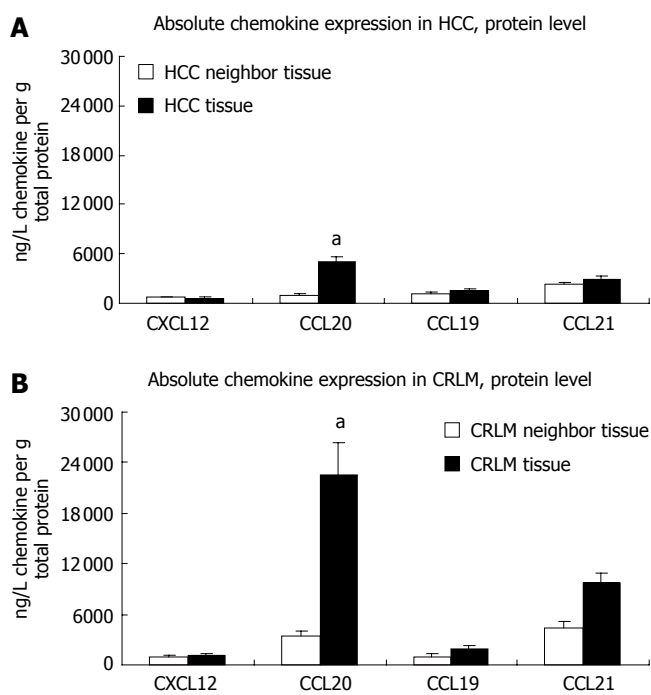 A
Absolute chemokine expression in HCC, protein level
ng/L chemokine per g
total protein
30 000
24 000
18 000
12 000
6000
0
HCC neighbor tissue
HCC tissue
a
CXCL12 CCL20 CCL19 CCL21
B
Absolute chemokine expression in CRLM, protein level
ng/L chemokine per g
total protein
30 000
24 000
18 000
12 000
6000
0
a
CRLM neighbor tissue
CRLM tissue
CXCL12 CCL20 CCL19 CCL21